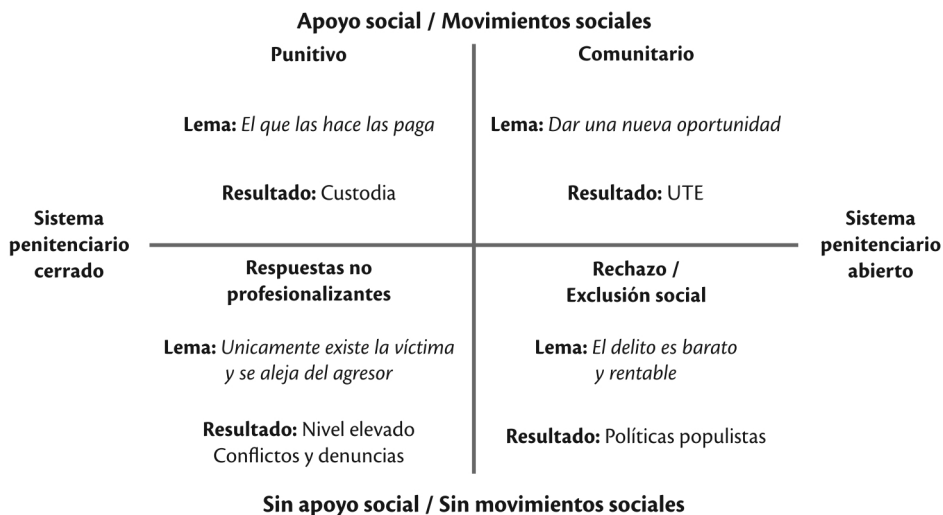 Apoyo social / Movimientos sociales
Punitivo
Lema: El que las hace las paga
Resultado: Custodia
Comunitario
Lema: Dar una nueva oportunidad
Resultado: UTE
Sistema
penitenciario
cerrado
Sistema
penitenciario
abierto
Respuestas no
profesionalizantes
Lema: Unicamente existe la víctima
y se aleja del agresor
Resultado: Nivel elevado
Conflictos y denuncias
Rechazo /
Exclusión social
Lema: El delito es barato
y rentable
Resultado: Políticas populistas
Sin apoyo social / Sin movimientos sociales